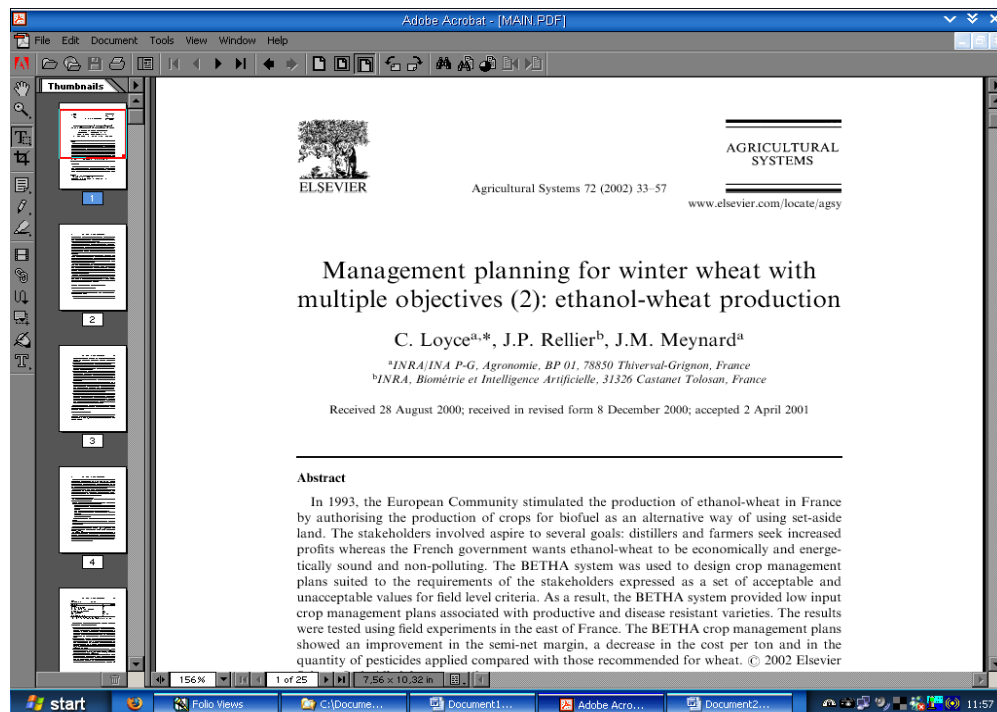 Adobe Acrobat - [MAIN.PDF]
File Edit Document Tools View Window Help
Thumbnails
1
2
3
4
ELSEVIER
Agricultural Systems 72 (2002) 33–57
AGRICULTURAL
SYSTEMS
www.elsevier.com/locate/agsy
Management planning for winter wheat with
multiple objectives (2): ethanol-wheat production
C. Loyceᵃ,*, J.P. Rellierᵇ, J.M. Meynardᵃ
ᵃINRA/INA P-G, Agronomie, BP 01, 78850 Thiverval-Grignon, France
ᵇINRA, Biométrie et Intelligence Artificielle, 31326 Castanet Tolosan, France
Received 28 August 2000; received in revised form 8 December 2000; accepted 2 April 2001
Abstract
In 1993, the European Community stimulated the production of ethanol-wheat in France
by authorising the production of crops for biofuel as an alternative way of using set-aside
land. The stakeholders involved aspire to several goals: distillers and farmers seek increased
profits whereas the French government wants ethanol-wheat to be economically and energe-
tically sound and non-polluting. The BETHA system was used to design crop management
plans suited to the requirements of the stakeholders expressed as a set of acceptable and
unacceptable values for field level criteria. As a result, the BETHA system provided low input
crop management plans associated with productive and disease resistant varieties. The results
were tested using field experiments in the east of France. The BETHA crop management plans
showed an improvement in the semi-net margin, a decrease in the cost per ton and in the
quantity of pesticides applied compared with those recommended for wheat. © 2002 Elsevier
156% 1 of 25 7,56 × 10,32 in
start Folio Views C:\Docume... Document1... Adobe Acro... Document2... 11:57